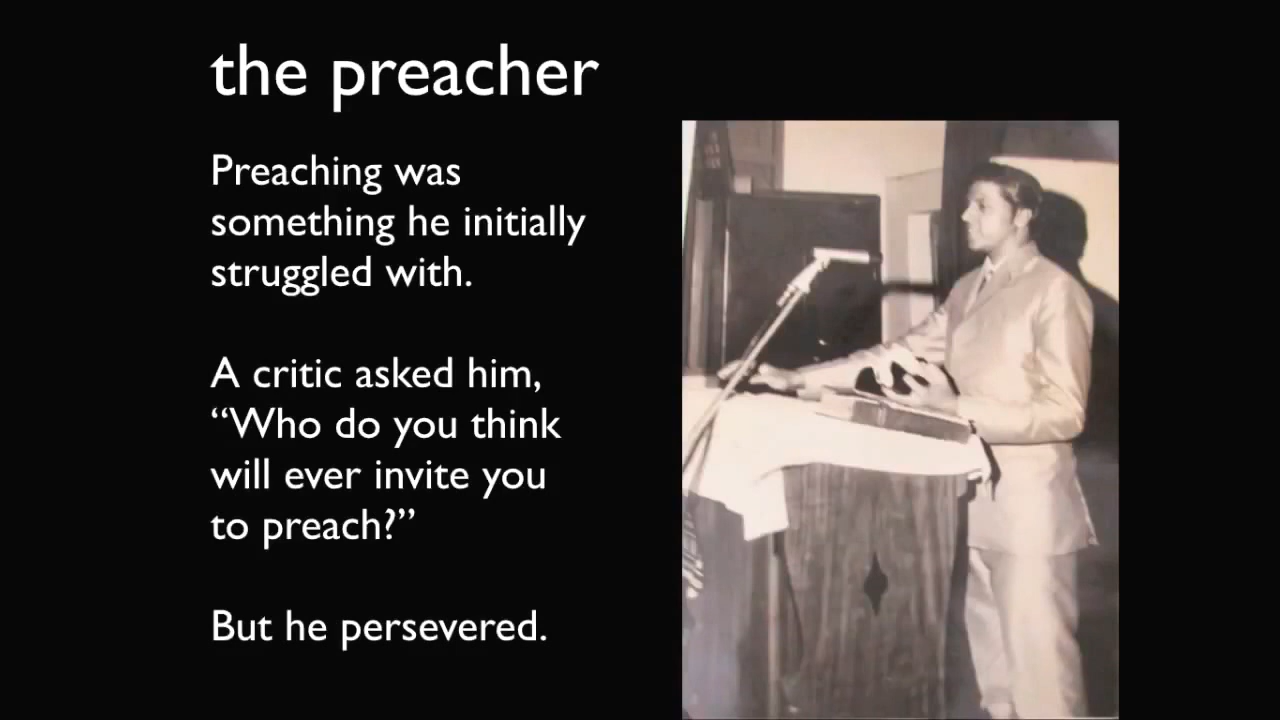 the preacher
Preaching was
something he initially
struggled with.
A critic asked him,
“Who do you think
will ever invite you
to preach?”
But he persevered.